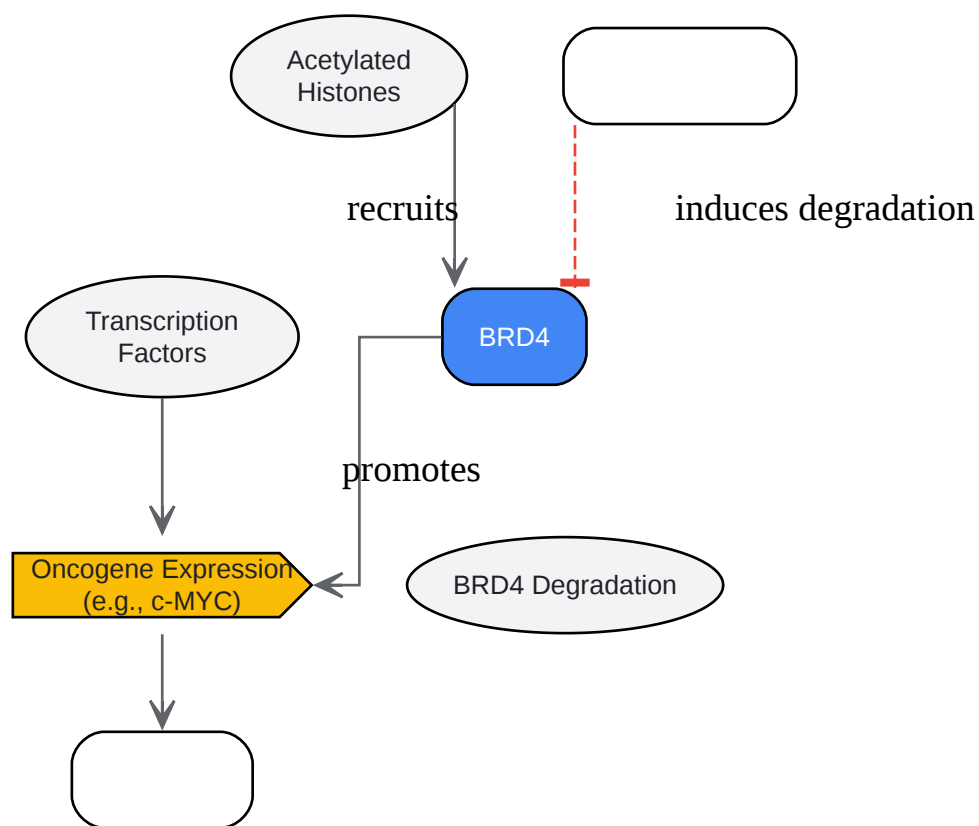 Acetylated
Histones
recruits
induces degradation
Transcription
Factors
BRD4
promotes
Oncogene Expression
(e.g., c-MYC)
BRD4 Degradation